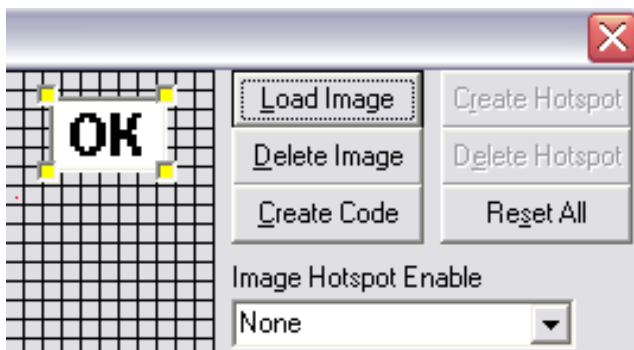 OK
Load Image
Create Hotspot
Delete Image
Delete Hotspot
Create Code
Reset All
Image Hotspot Enable
None